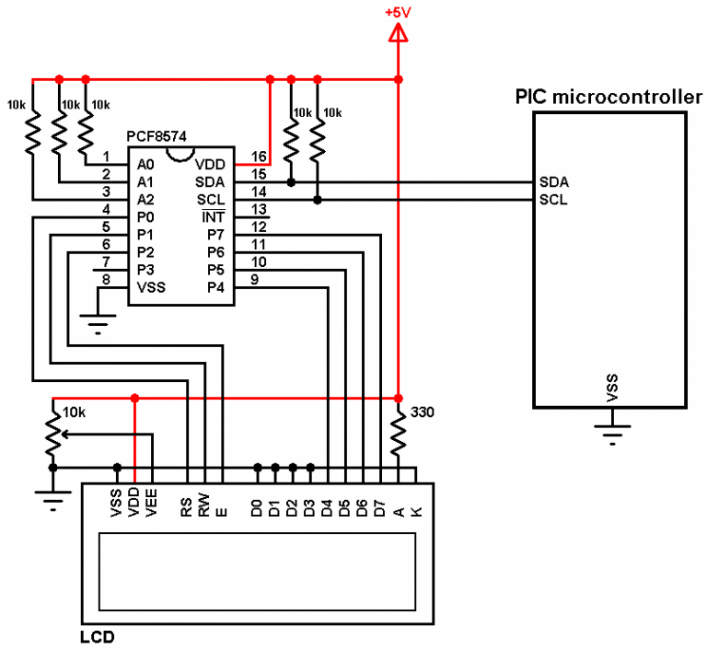 +5V
10k
10k
10k
10k
10k
PIC microcontroller
PCF8574
1 A0 VDD 16
2 A1 SDA 15
3 A2 SCL 14
4 P0 INT 13
5 P1 P7 12
6 P2 P6 11
7 P3 P5 10
8 VSS P4 9
SDA
SCL
VSS
10k
330
VSS VDD VEE RS RW E D0 D1 D2 D3 D4 D5 D6 D7 A K
LCD